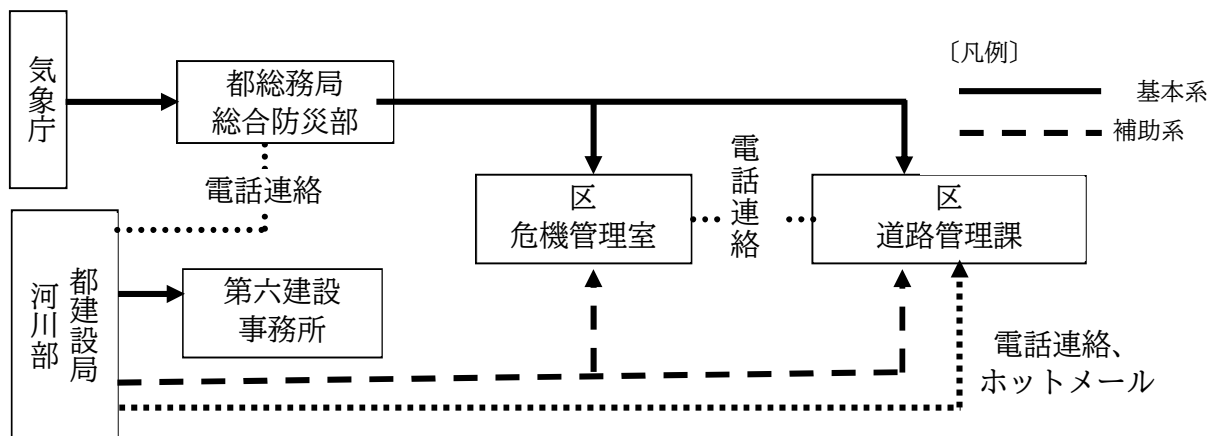 気象庁
都総務局
総合防災部
〔凡例〕
基本系
補助系
電話連絡
電話連絡
区
危機管理室
区
道路管理課
都建設局
河川部
第六建設
事務所
電話連絡、
ホットメール